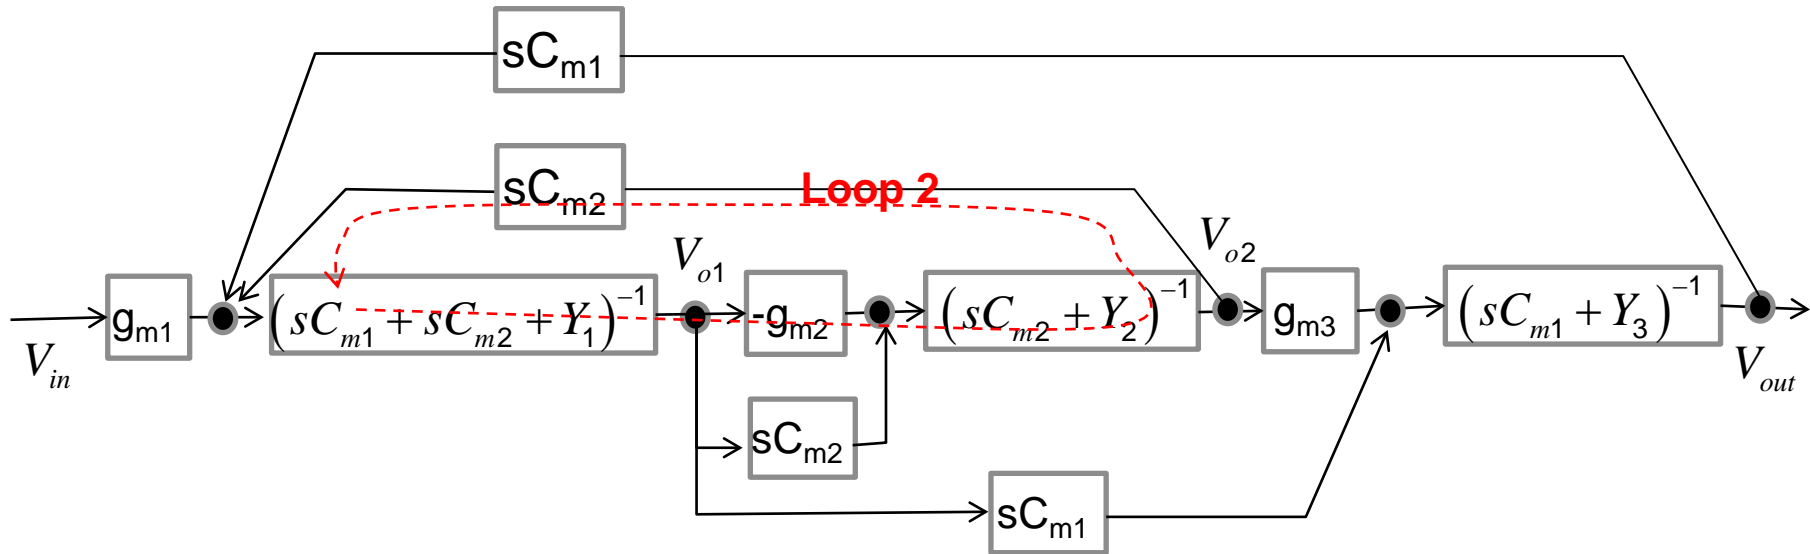 sCm1
sCm2
Loop 2
Vin
gm1
(sCm1 + sCm2 + Y1)^−1
Vo1
-gm2
(sCm2 + Y2)^−1
Vo2
gm3
(sCm1 + Y3)^−1
Vout
sCm2
sCm1